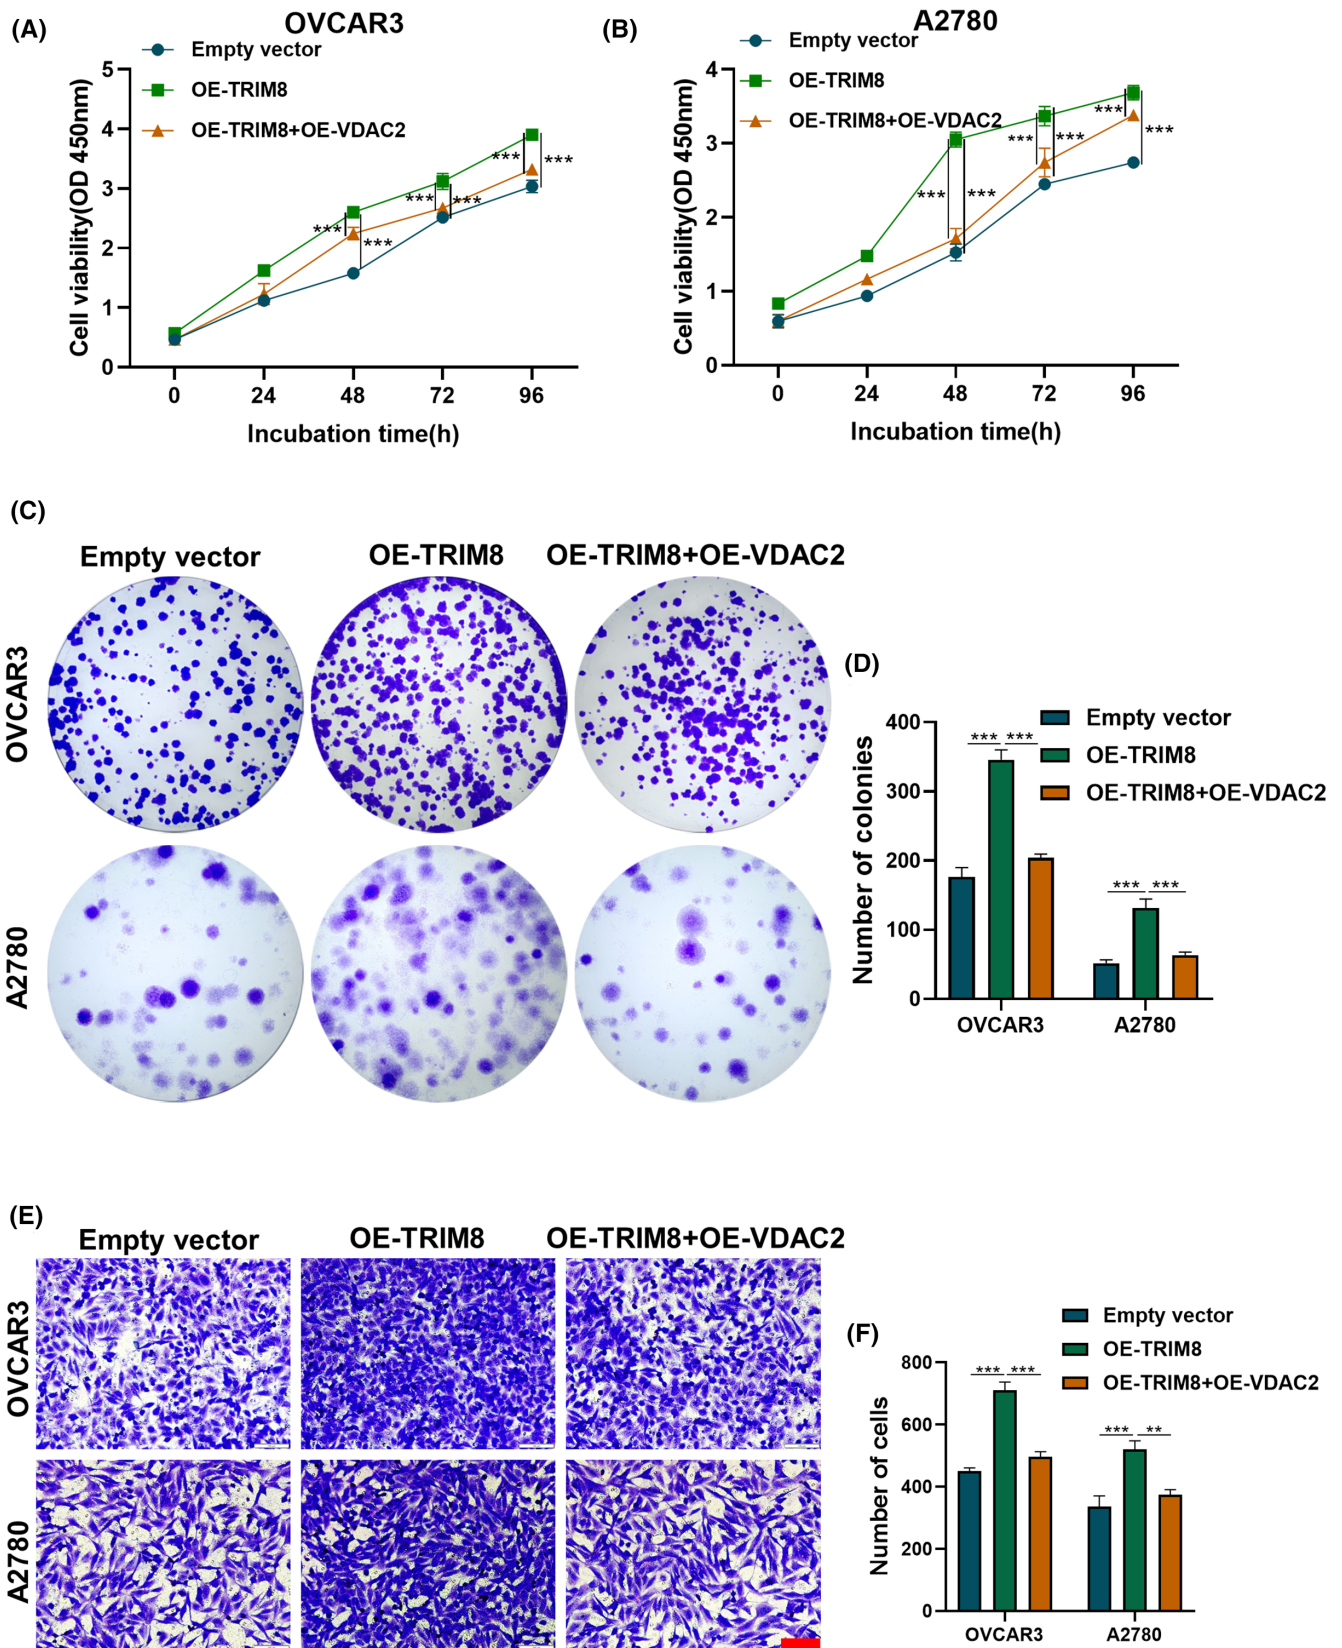 (A)
OVCAR3
Empty vector
OE-TRIM8
OE-TRIM8+OE-VDAC2
Cell viability(OD 450nm)
5
4
3
2
1
0
*** *** *** *** *** ***
0 24 48 72 96
Incubation time(h)
(B)
A2780
Empty vector
OE-TRIM8
OE-TRIM8+OE-VDAC2
Cell viability(OD 450nm)
4
3
2
1
0
*** *** *** *** *** ***
0 24 48 72 96
Incubation time(h)
(C)
Empty vector OE-TRIM8 OE-TRIM8+OE-VDAC2
OVCAR3
A2780
(D)
Empty vector
OE-TRIM8
OE-TRIM8+OE-VDAC2
Number of colonies
400
300
200
100
0
*** ***
*** ***
OVCAR3 A2780
(E)
Empty vector OE-TRIM8 OE-TRIM8+OE-VDAC2
OVCAR3
A2780
(F)
Empty vector
OE-TRIM8
OE-TRIM8+OE-VDAC2
Number of cells
800
600
400
200
0
*** ***
*** **
OVCAR3 A2780